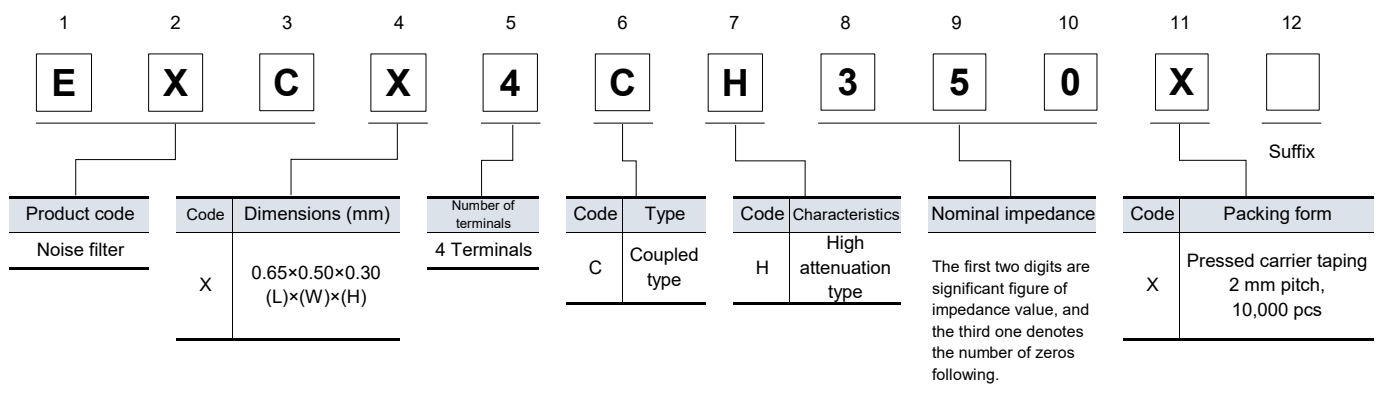 1 2 3 4 5 6 7 8 9 10 11 12
E X C X 4 C H 3 5 0 X
Suffix
Product code
Noise filter
Code Dimensions (mm)
X
0.65×0.50×0.30
(L)×(W)×(H)
Number of
terminals
4 Terminals
Code Type
C
Coupled
type
Code Characteristics
H
High
attenuation
type
Nominal impedance
The first two digits are
significant figure of
impedance value, and
the third one denotes
the number of zeros
following.
Code Packing form
X
Pressed carrier taping
2 mm pitch,
10,000 pcs